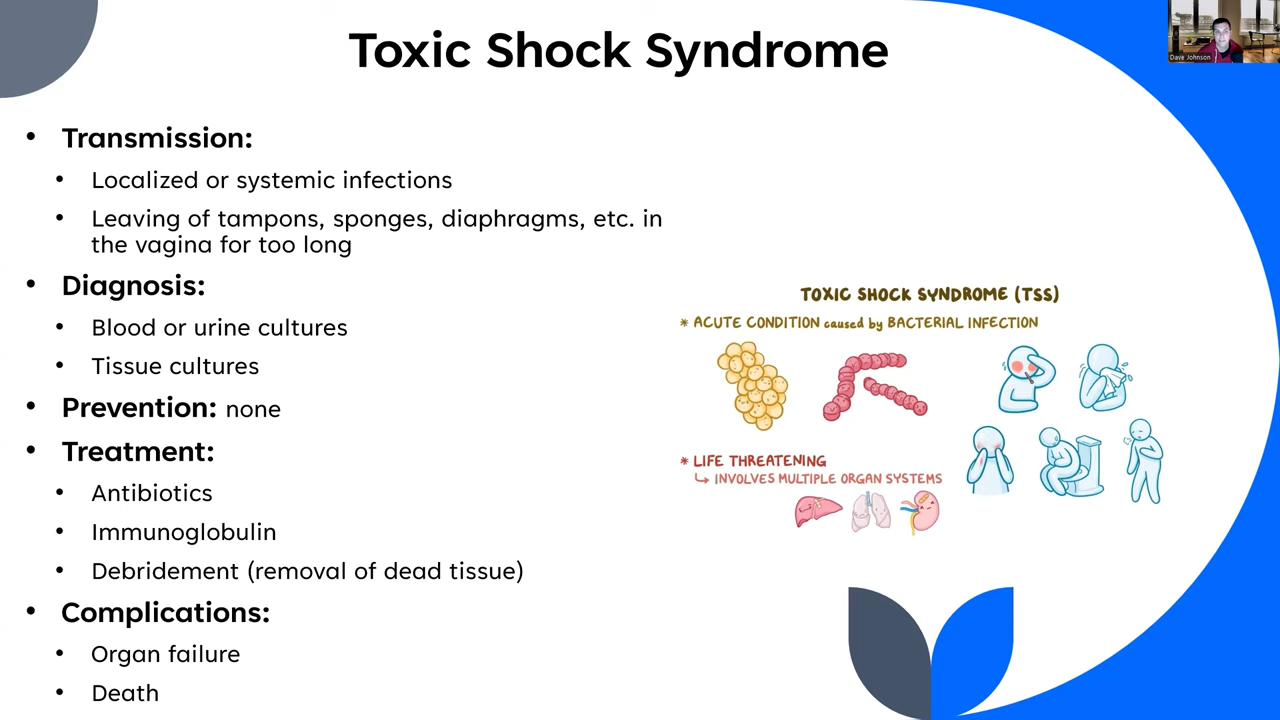 Toxic Shock Syndrome
Dave Johnson
• Transmission:
• Localized or systemic infections
• Leaving of tampons, sponges, diaphragms, etc. in
the vagina for too long
• Diagnosis:
• Blood or urine cultures
• Tissue cultures
• Prevention: none
• Treatment:
• Antibiotics
• Immunoglobulin
• Debridement (removal of dead tissue)
• Complications:
• Organ failure
• Death
TOXIC SHOCK SYNDROME (TSS)
* ACUTE CONDITION caused by BACTERIAL INFECTION
* LIFE THREATENING
↳ INVOLVES MULTIPLE ORGAN SYSTEMS